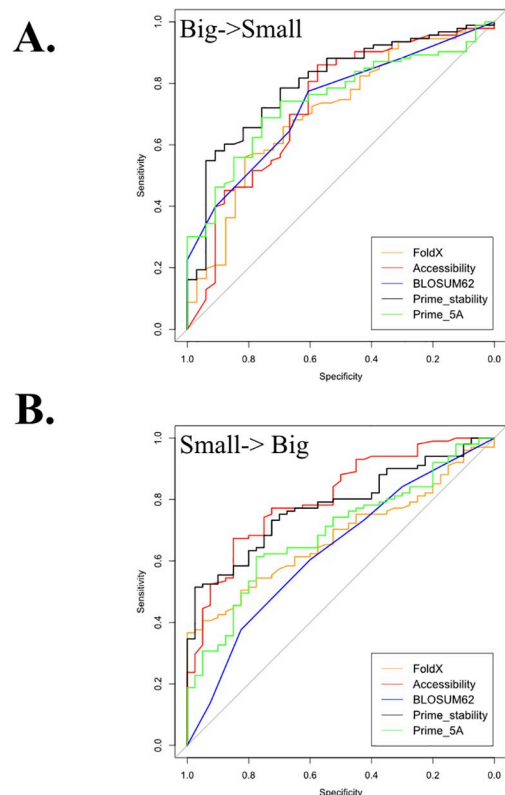 A.
Big->Small
1.0
0.8
0.6
0.4
0.2
0.0
Sensitivity
FoldX
Accessibility
BLOSUM62
Prime_stability
Prime_5A
1.0 0.8 0.6 0.4 0.2 0.0
Specificity
B.
Small-> Big
1.0
0.8
0.6
0.4
0.2
0.0
Sensitivity
FoldX
Accessibility
BLOSUM62
Prime_stability
Prime_5A
1.0 0.8 0.6 0.4 0.2 0.0
Specificity